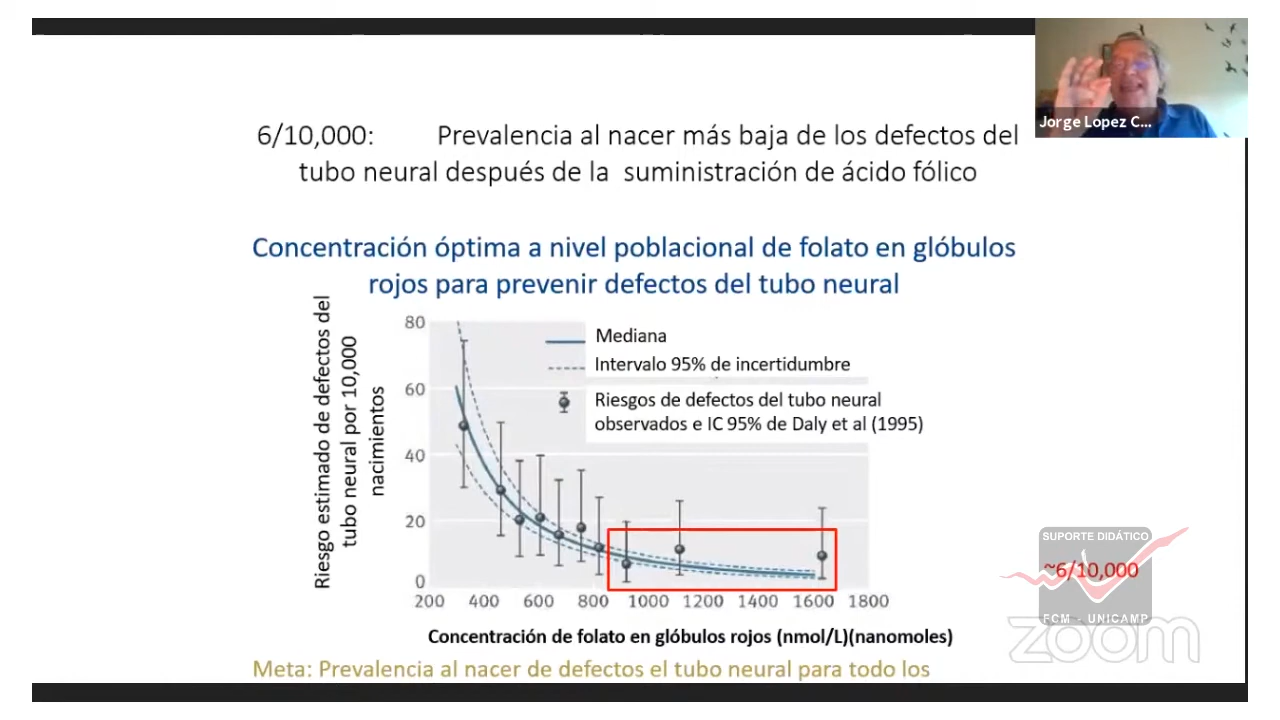 Jorge Lopez C...
6/10,000: Prevalencia al nacer más baja de los defectos del
tubo neural después de la suministración de ácido fólico
Concentración óptima a nivel poblacional de folato en glóbulos
rojos para prevenir defectos del tubo neural
Riesgo estimado de defectos del
tubo neural por 10,000
nacimientos
80
60
40
20
0
Mediana
Intervalo 95% de incertidumbre
Riesgos de defectos del tubo neural
observados e IC 95% de Daly et al (1995)
200 400 600 800 1000 1200 1400 1600 1800
Concentración de folato en glóbulos rojos (nmol/L)(nanomoles)
SUPORTE DIDÁTICO
~6/10,000
FCM - UNICAMP
zoom
Meta: Prevalencia al nacer de defectos el tubo neural para todo los